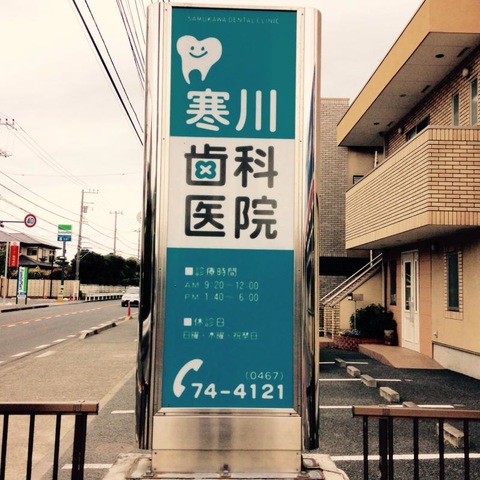 SAMUKAWA DENTAL CLINIC
寒川
歯科
医院
■診療時間
AM 9:20~12:00
PM 1:40~ 6:00
■休診日
日曜・木曜・祝祭日
(0467)
74-4121